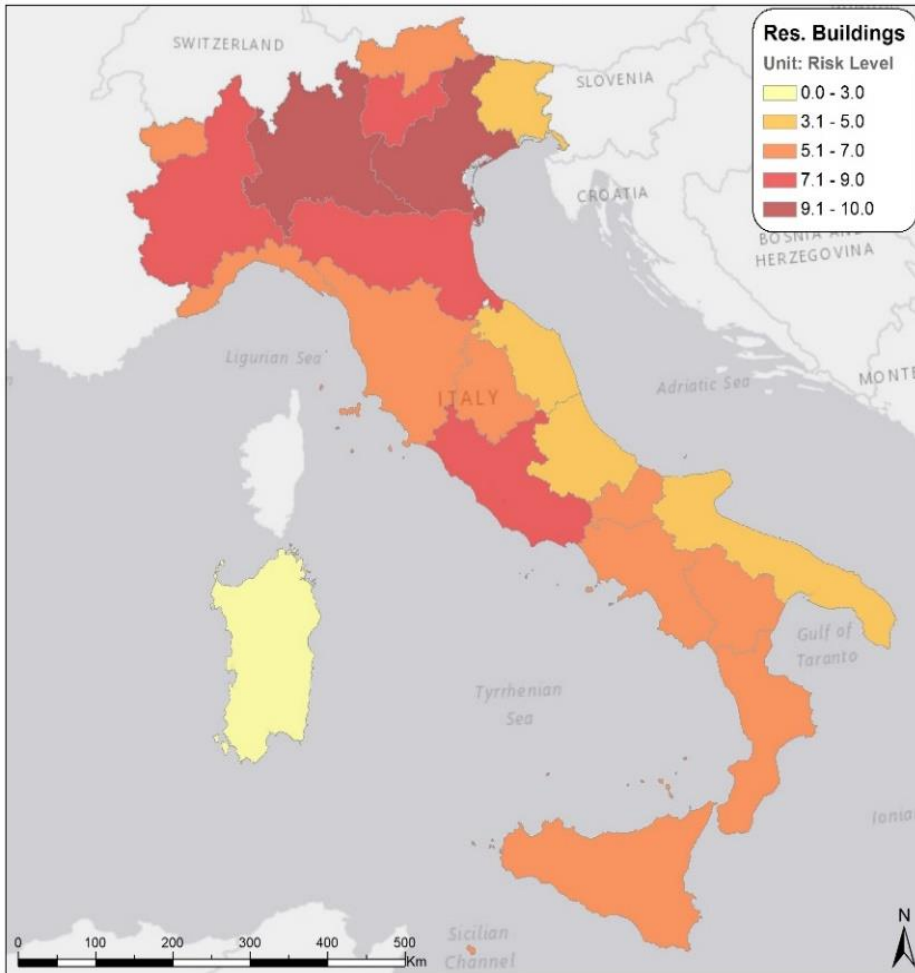 Res. Buildings
Unit: Risk Level
0.0 - 3.0
3.1 - 5.0
5.1 - 7.0
7.1 - 9.0
9.1 - 10.0
SWITZERLAND
SLOVENIA
CROATIA
BOSNIA AND
HERZEGOVINA
MONTE
Ligurian Sea
Adriatic Sea
ITALY
Gulf of
Taranto
Tyrrhenian
Sea
Ionia
Sicilian
Channel
N
0 100 200 300 400 500
Km